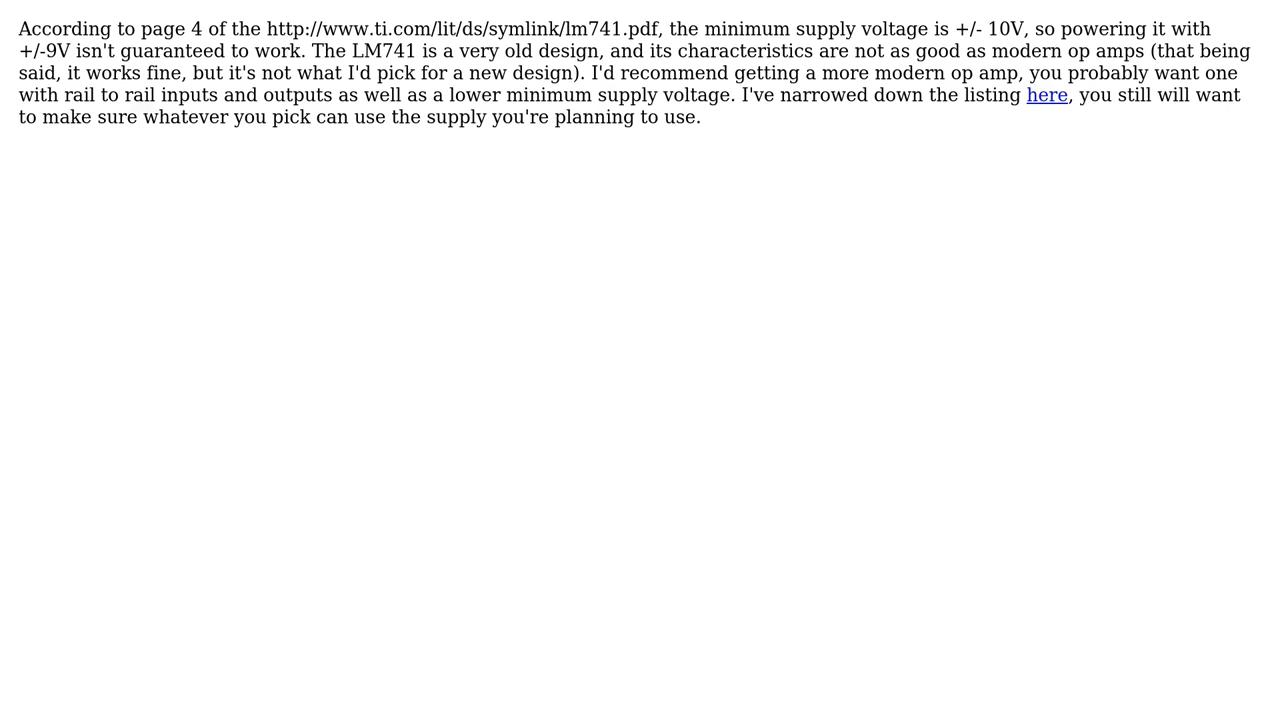 According to page 4 of the http://www.ti.com/lit/ds/symlink/lm741.pdf, the minimum supply voltage is +/- 10V, so powering it with
+/-9V isn't guaranteed to work. The LM741 is a very old design, and its characteristics are not as good as modern op amps (that being
said, it works fine, but it's not what I'd pick for a new design). I'd recommend getting a more modern op amp, you probably want one
with rail to rail inputs and outputs as well as a lower minimum supply voltage. I've narrowed down the listing here, you still will want
to make sure whatever you pick can use the supply you're planning to use.